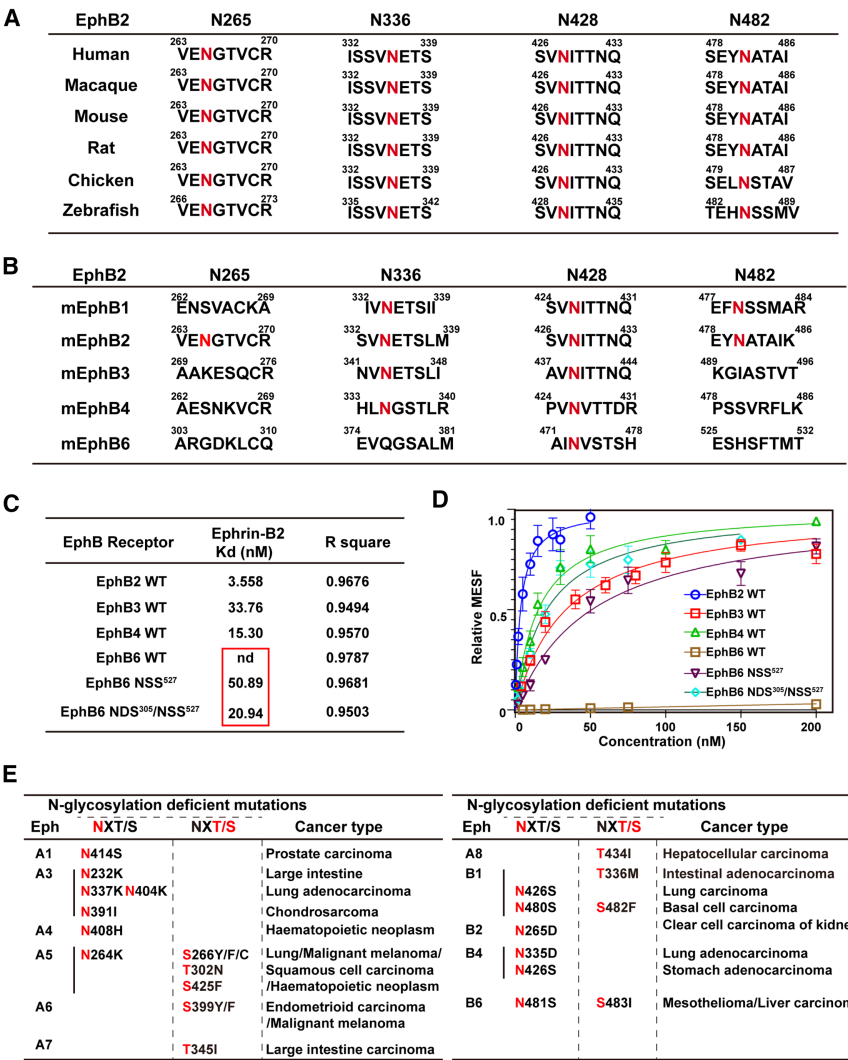 A
EphB2 N265 N336 N428 N482
263 270 332 339 426 433 478 486
Human VENGTVCR ISSVNETS SVNITTNQ SEYNATAI
263 270 332 339 426 433 478 486
Macaque VENGTVCR ISSVNETS SVNITTNQ SEYNATAI
263 270 332 339 426 433 478 486
Mouse VENGTVCR ISSVNETS SVNITTNQ SEYNATAI
263 270 332 339 426 433 478 486
Rat VENGTVCR ISSVNETS SVNITTNQ SEYNATAI
263 270 332 339 426 433 479 487
Chicken VENGTVCR ISSVNETS SVNITTNQ SELNSTAV
266 273 335 342 428 435 482 489
Zebrafish VENGTVCR ISSVNETS SVNITTNQ TEHNSSMV
B
EphB2 N265 N336 N428 N482
262 269 332 339 424 431 477 484
mEphB1 ENSVACKA IVNETSII SVNITTNQ EFNSSMAR
263 270 332 339 426 433 478 486
mEphB2 VENGTVCR SVNETSLM SVNITTNQ EYNATAIK
269 276 341 348 437 444 489 496
mEphB3 AAKESQCR NVNETSLI AVNITTNQ KGIASTVT
262 269 333 340 424 431 478 486
mEphB4 AESNKVCR HLNGSTLR PVNVTTDR PSSVRFLK
303 310 374 381 471 478 525 532
mEphB6 ARGDKLCQ EVQGSALM AINVSTSH ESHSFTMT
C
EphB Receptor Ephrin-B2 Kd (nM) R square
EphB2 WT 3.558 0.9676
EphB3 WT 33.76 0.9494
EphB4 WT 15.30 0.9570
EphB6 WT nd 0.9787
EphB6 NSS527 50.89 0.9681
EphB6 NDS305/NSS527 20.94 0.9503
D
Relative MESF
1.0
0.5
0
EphB2 WT
EphB3 WT
EphB4 WT
EphB6 WT
EphB6 NSS527
EphB6 NDS305/NSS527
0 50 100 150 200
Concentration (nM)
E
N-glycosylation deficient mutations
Eph NXT/S NXT/S Cancer type
A1 N414S Prostate carcinoma
A3 N232K Large intestine
N337K N404K Lung adenocarcinoma
N391I Chondrosarcoma
A4 N408H Haematopoietic neoplasm
A5 N264K S266Y/F/C Lung/Malignant melanoma/
T302N Squamous cell carcinoma
S425F /Haematopoietic neoplasm
A6 S399Y/F Endometrioid carcinoma
/Malignant melanoma
A7 T345I Large intestine carcinoma
N-glycosylation deficient mutations
Eph NXT/S NXT/S Cancer type
A8 T434I Hepatocellular carcinoma
B1 T336M Intestinal adenocarcinoma
N426S Lung carcinoma
N480S S482F Basal cell carcinoma
B2 N265D Clear cell carcinoma of kidne
B4 N335D Lung adenocarcinoma
N426S Stomach adenocarcinoma
B6 N481S S483I Mesothelioma/Liver carcinom